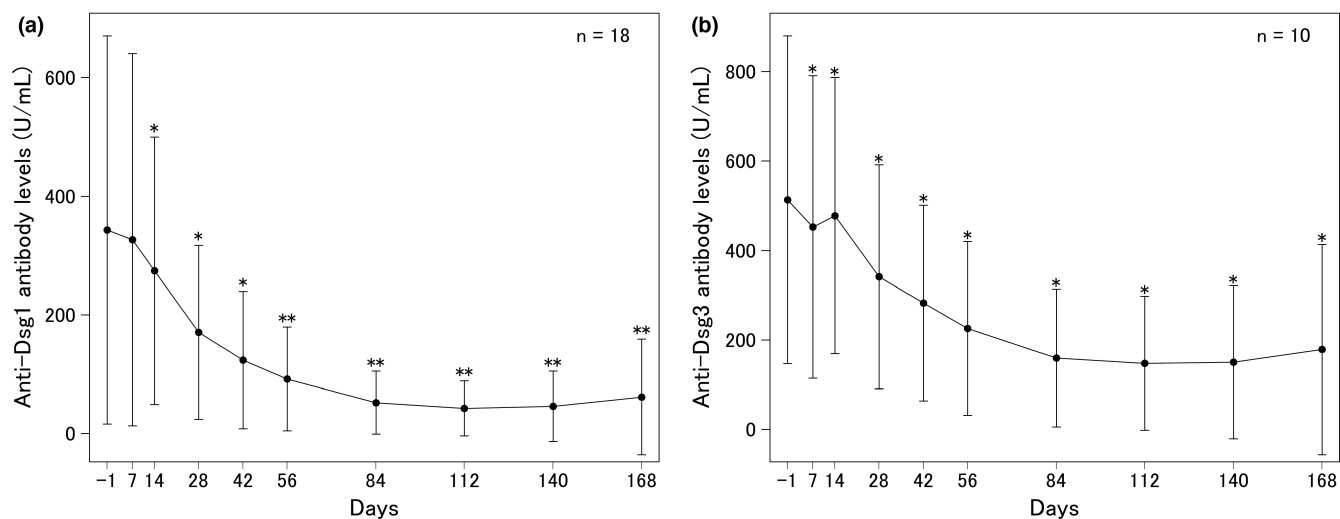 (a)
n = 18
Anti-Dsg1 antibody levels (U/mL)
600
400
200
0
* * * ** ** ** ** **
-1 7 14 28 42 56 84 112 140 168
Days
(b)
n = 10
Anti-Dsg3 antibody levels (U/mL)
800
600
400
200
0
* * * * * * * * *
-1 7 14 28 42 56 84 112 140 168
Days